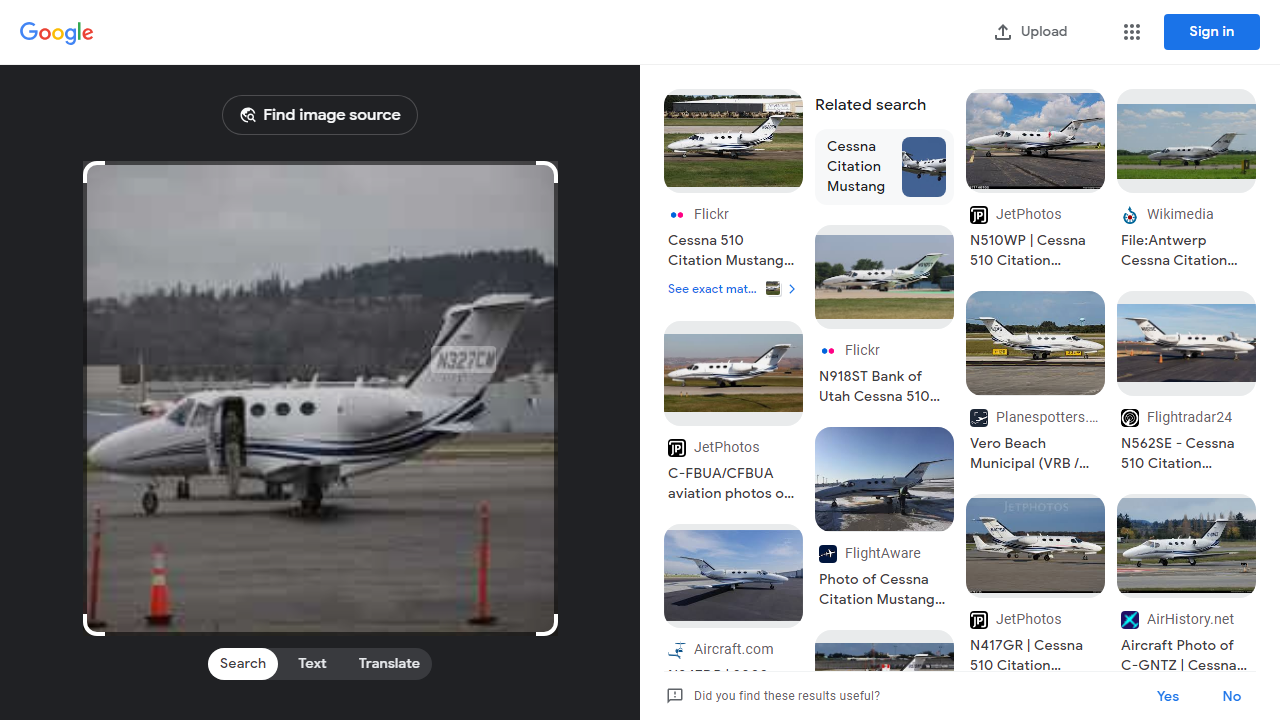 Google
Upload
Sign in
Find image source
N327CW
Search
Text
Translate
Flickr
Cessna 510
Citation Mustang...
See exact mat...
Related search
Cessna
Citation
Mustang
JetPhotos
N510WP | Cessna
510 Citation...
Wikimedia
File:Antwerp
Cessna Citation...
JetPhotos
C-FBUA/CFBUA
aviation photos o...
Flickr
N918ST Bank of
Utah Cessna 510...
Planespotters....
Vero Beach
Municipal (VRB /...
Flightradar24
N562SE - Cessna
510 Citation...
Aircraft.com
FlightAware
Photo of Cessna
Citation Mustang...
JETPHOTOS
JetPhotos
N417GR | Cessna
510 Citation...
AirHistory.net
Aircraft Photo of
C-GNTZ | Cessna...
Did you find these results useful?
Yes
No